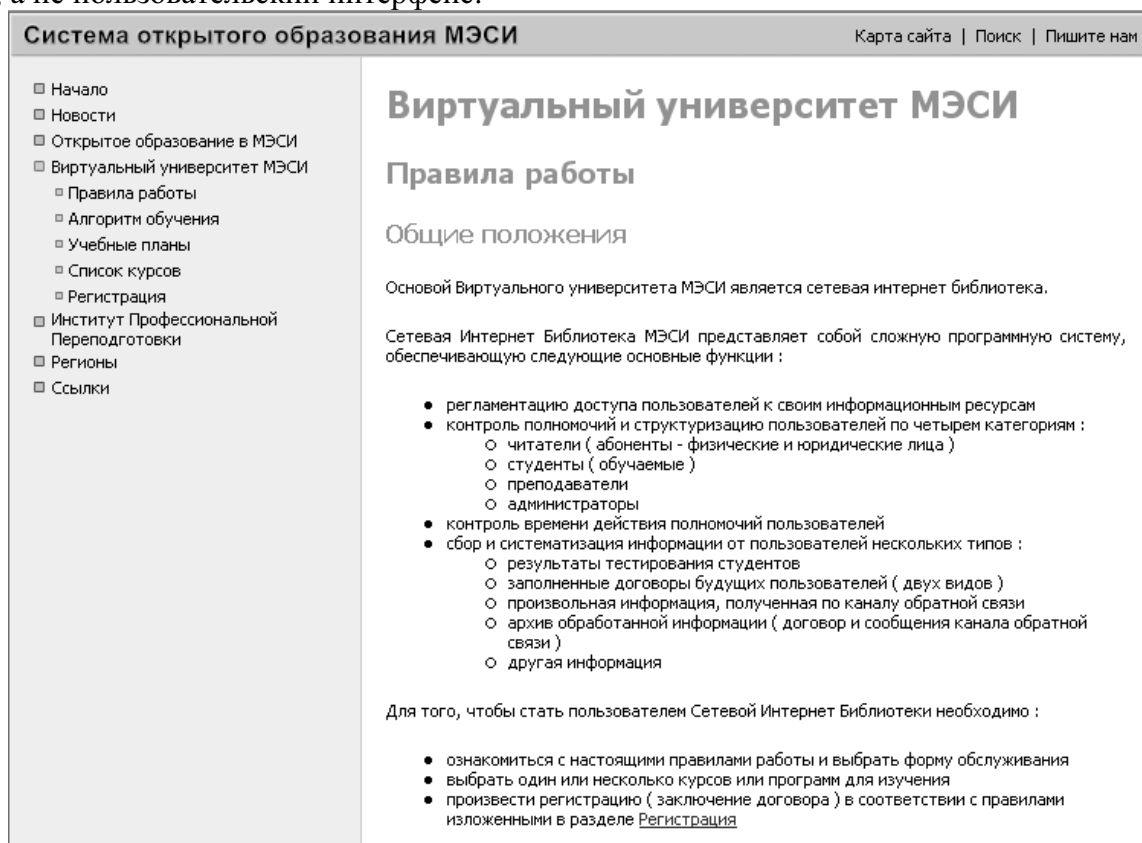 а не пользовательский интерфейс.
Система открытого образования МЭСИ
Карта сайта | Поиск | Пишите нам
Начало
Новости
Открытое образование в МЭСИ
Виртуальный университет МЭСИ
Правила работы
Алгоритм обучения
Учебные планы
Список курсов
Регистрация
Институт Профессиональной
Переподготовки
Регионы
Ссылки
Виртуальный университет МЭСИ
Правила работы
Общие положения
Основой Виртуального университета МЭСИ является сетевая интернет библиотека.
Сетевая Интернет Библиотека МЭСИ представляет собой сложную программную систему,
обеспечивающую следующие основные функции :
регламентацию доступа пользователей к своим информационным ресурсам
контроль полномочий и структуризацию пользователей по четырем категориям :
читатели ( абоненты - физические и юридические лица )
студенты ( обучаемые )
преподаватели
администраторы
контроль времени действия полномочий пользователей
сбор и систематизация информации от пользователей нескольких типов :
результаты тестирования студентов
заполненные договоры будущих пользователей ( двух видов )
произвольная информация, полученная по каналу обратной связи
архив обработанной информации ( договор и сообщения канала обратной
связи )
другая информация
Для того, чтобы стать пользователем Сетевой Интернет Библиотеки необходимо :
ознакомиться с настоящими правилами работы и выбрать форму обслуживания
выбрать один или несколько курсов или программ для изучения
произвести регистрацию ( заключение договора ) в соответствии с правилами
изложенными в разделе Регистрация